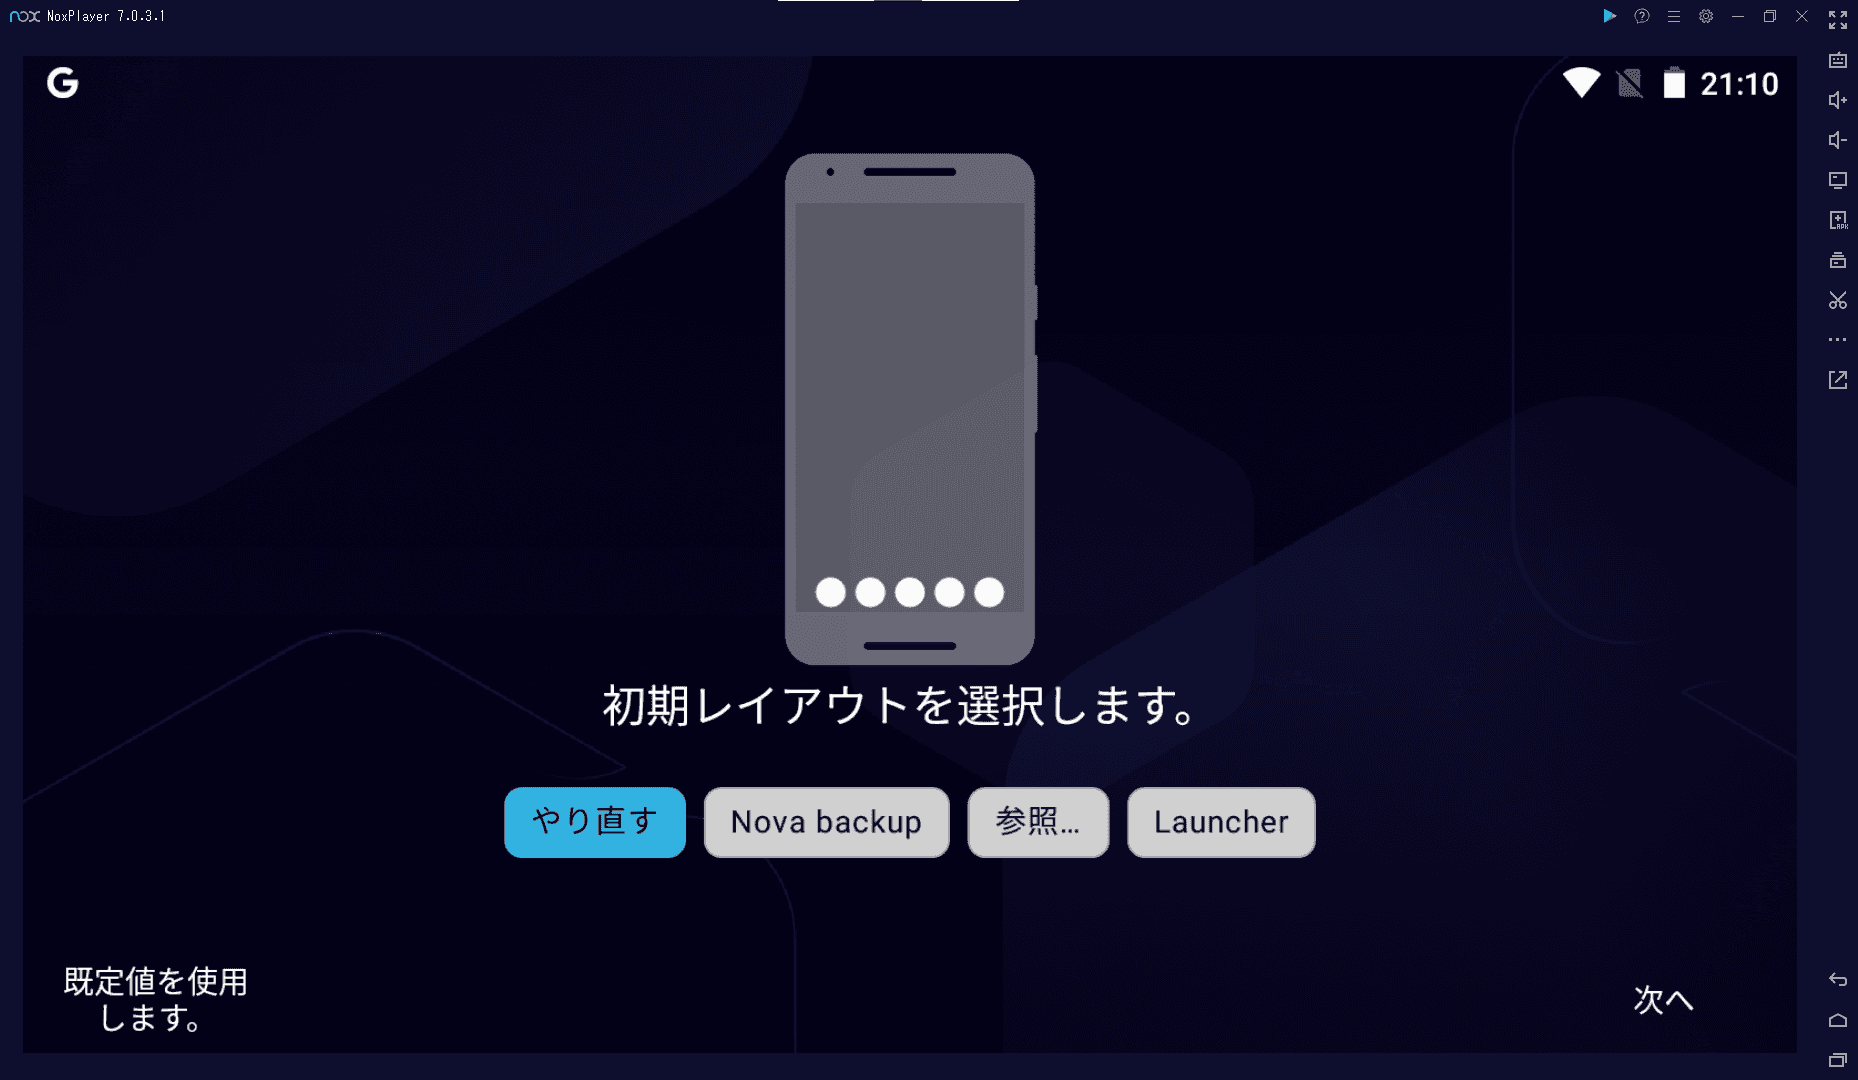 nox NoxPlayer 7.0.3.1
G
21:10
初期レイアウトを選択します。
やり直す
Nova backup
参照...
Launcher
既定値を使用
します。
次へ